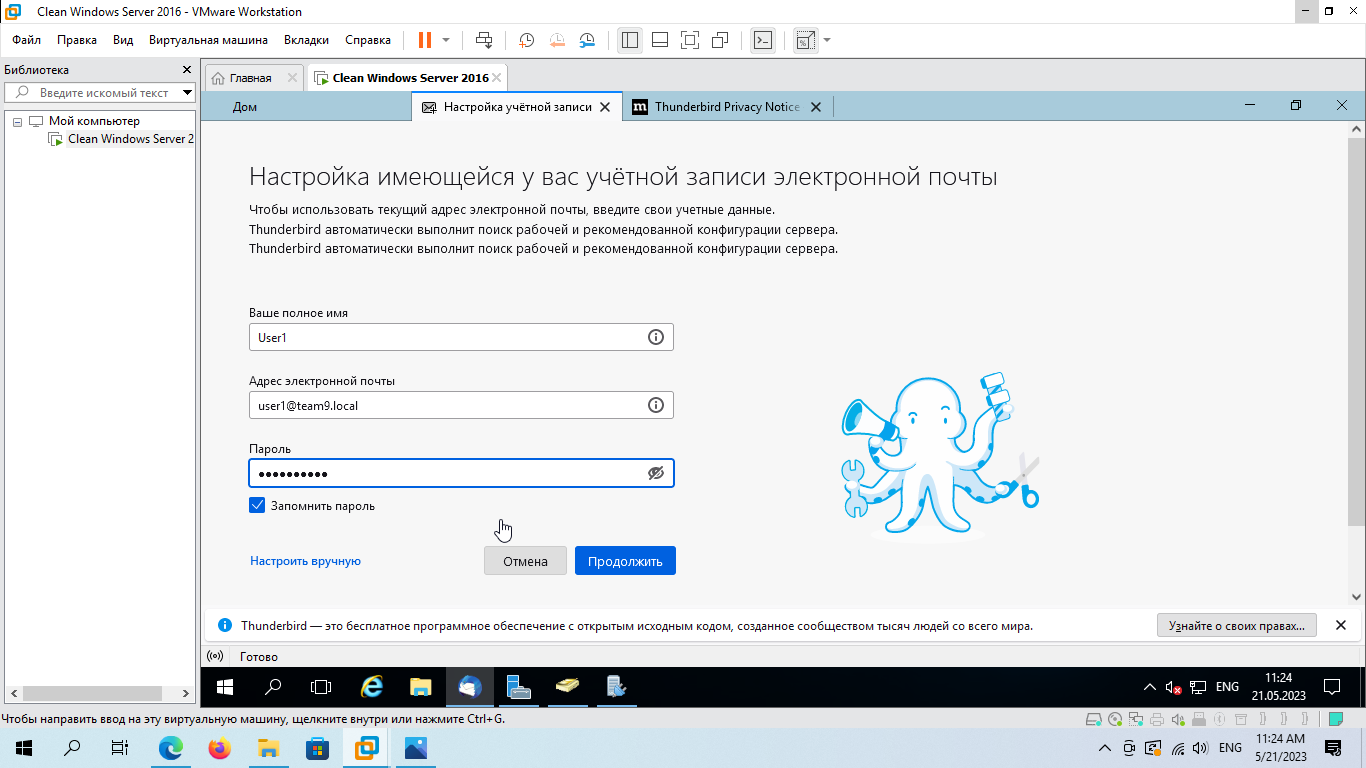 Clean Windows Server 2016 - VMware Workstation
Файл Правка Вид Виртуальная машина Вкладки Справка
Библиотека
Введите искомый текст
Мой компьютер
Clean Windows Server 2
Главная
Clean Windows Server 2016
Дом
Настройка учётной записи
Thunderbird Privacy Notice
Настройка имеющейся у вас учётной записи электронной почты
Чтобы использовать текущий адрес электронной почты, введите свои учетные данные.
Thunderbird автоматически выполнит поиск рабочей и рекомендованной конфигурации сервера.
Thunderbird автоматически выполнит поиск рабочей и рекомендованной конфигурации сервера.
Ваше полное имя
User1
Адрес электронной почты
user1@team9.local
Пароль
••••••••••
Запомнить пароль
Настроить вручную
Отмена
Продолжить
Thunderbird — это бесплатное программное обеспечение с открытым исходным кодом, созданное сообществом тысяч людей со всего мира.
Узнайте о своих правах...
Готово
ENG
11:24
21.05.2023
Чтобы направить ввод на эту виртуальную машину, щелкните внутри или нажмите Ctrl+G.
ENG
11:24 AM
5/21/2023